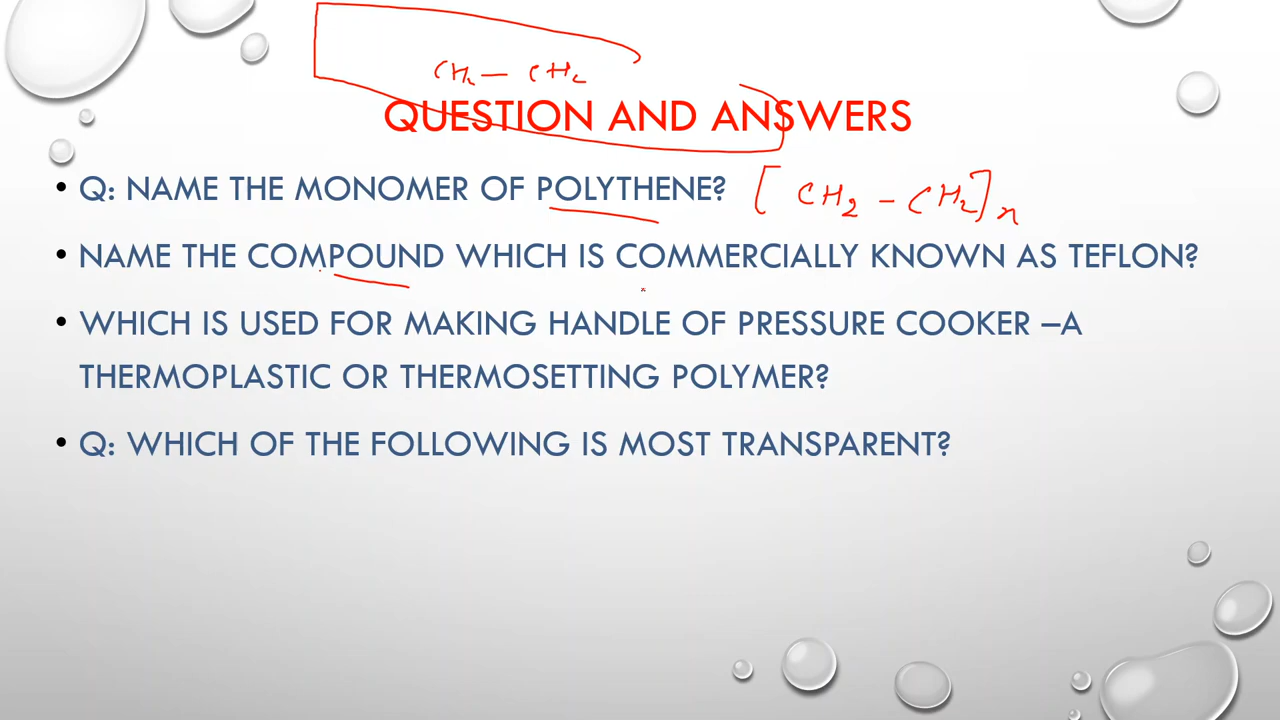 CH2 — CH2
QUESTION AND ANSWERS
• Q: NAME THE MONOMER OF POLYTHENE? [ CH2 – CH2 ]n
• NAME THE COMPOUND WHICH IS COMMERCIALLY KNOWN AS TEFLON?
• WHICH IS USED FOR MAKING HANDLE OF PRESSURE COOKER –A
THERMOPLASTIC OR THERMOSETTING POLYMER?
• Q: WHICH OF THE FOLLOWING IS MOST TRANSPARENT?